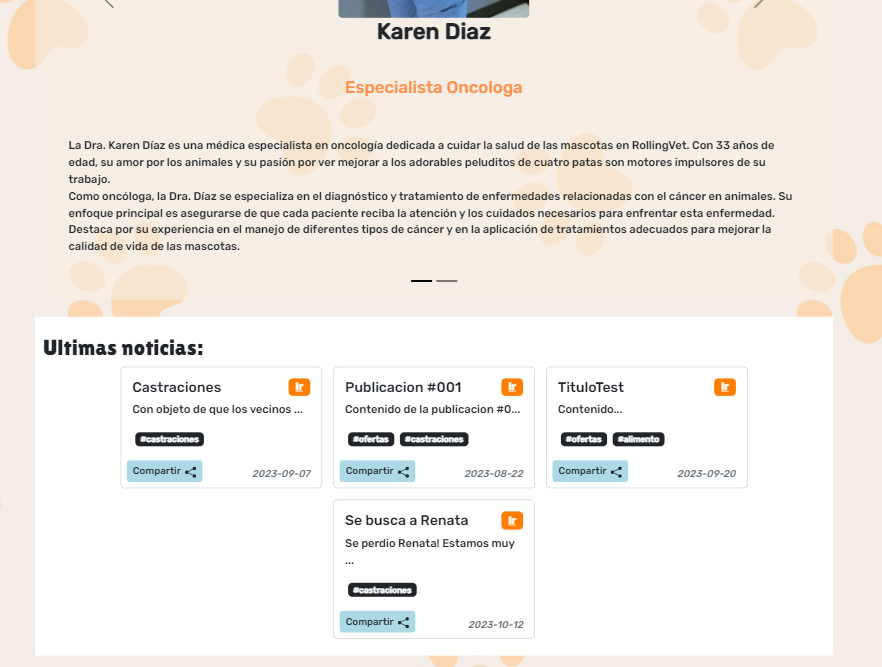 Karen Diaz
Especialista Oncologa
La Dra. Karen Díaz es una médica especialista en oncología dedicada a cuidar la salud de las mascotas en RollingVet. Con 33 años de
edad, su amor por los animales y su pasión por ver mejorar a los adorables peluditos de cuatro patas son motores impulsores de su
trabajo.
Como oncóloga, la Dra. Díaz se especializa en el diagnóstico y tratamiento de enfermedades relacionadas con el cáncer en animales. Su
enfoque principal es asegurarse de que cada paciente reciba la atención y los cuidados necesarios para enfrentar esta enfermedad.
Destaca por su experiencia en el manejo de diferentes tipos de cáncer y en la aplicación de tratamientos adecuados para mejorar la
calidad de vida de las mascotas.
Ultimas noticias:
Castraciones Ir
Con objeto de que los vecinos ...
#castraciones
Compartir 2023-09-07
Publicacion #001 Ir
Contenido de la publicacion #0...
#ofertas #castraciones
Compartir 2023-08-22
TituloTest Ir
Contenido...
#ofertas #alimento
Compartir 2023-09-20
Se busca a Renata Ir
Se perdio Renata! Estamos muy
...
#castraciones
Compartir 2023-10-12